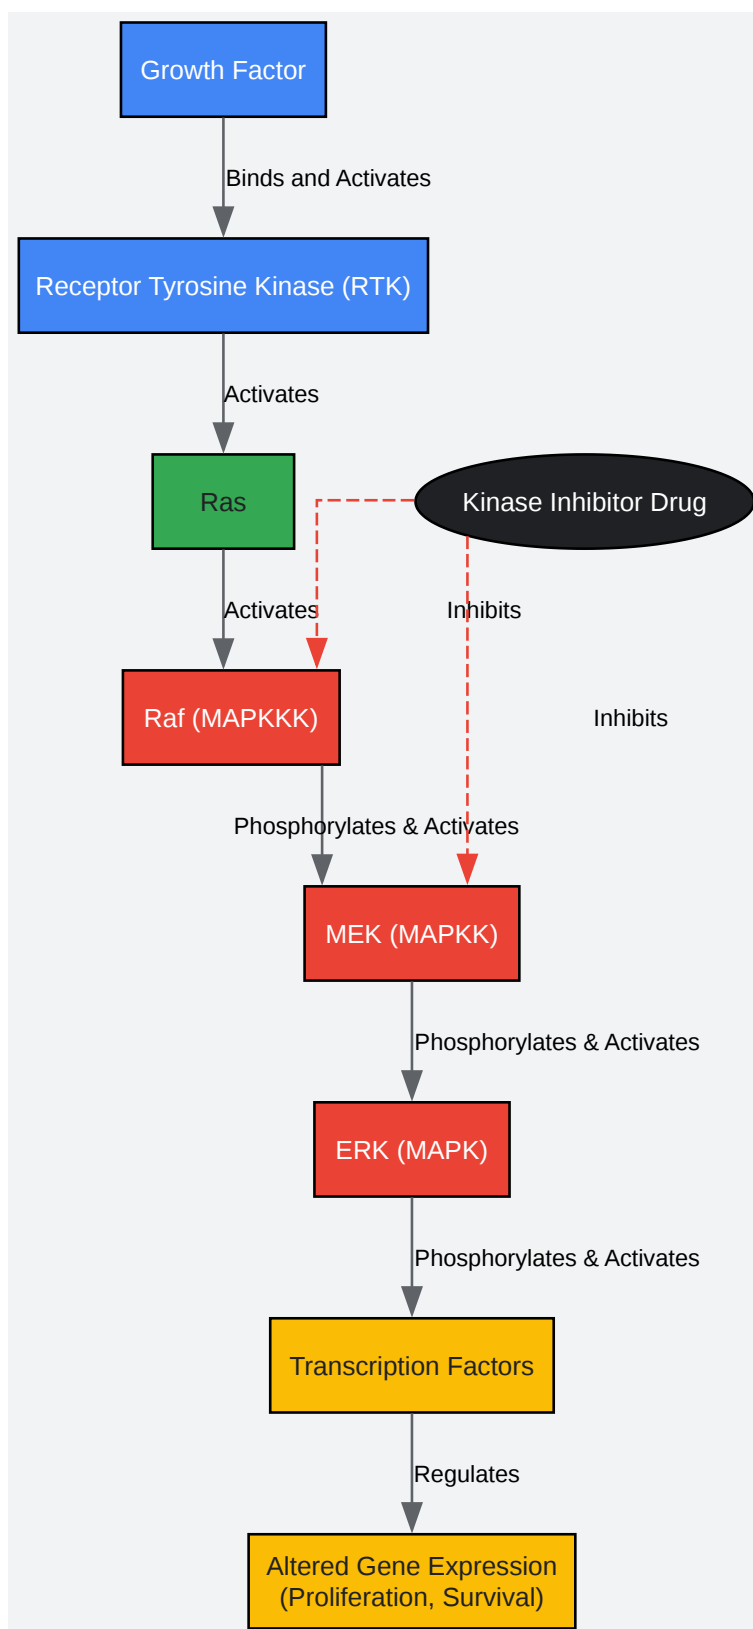 Growth Factor
Binds and Activates
Receptor Tyrosine Kinase (RTK)
Activates
Ras
Kinase Inhibitor Drug
Activates
Inhibits
Raf (MAPKKK)
Inhibits
Phosphorylates & Activates
MEK (MAPKK)
Phosphorylates & Activates
ERK (MAPK)
Phosphorylates & Activates
Transcription Factors
Regulates
Altered Gene Expression
(Proliferation, Survival)